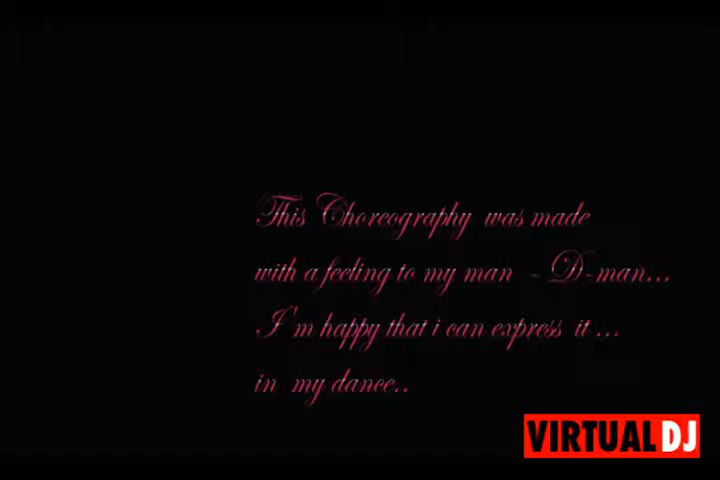 This Choreography was made
with a feeling to my man - D-man...
I'm happy that i can express it ...
in my dance..
VIRTUAL DJ